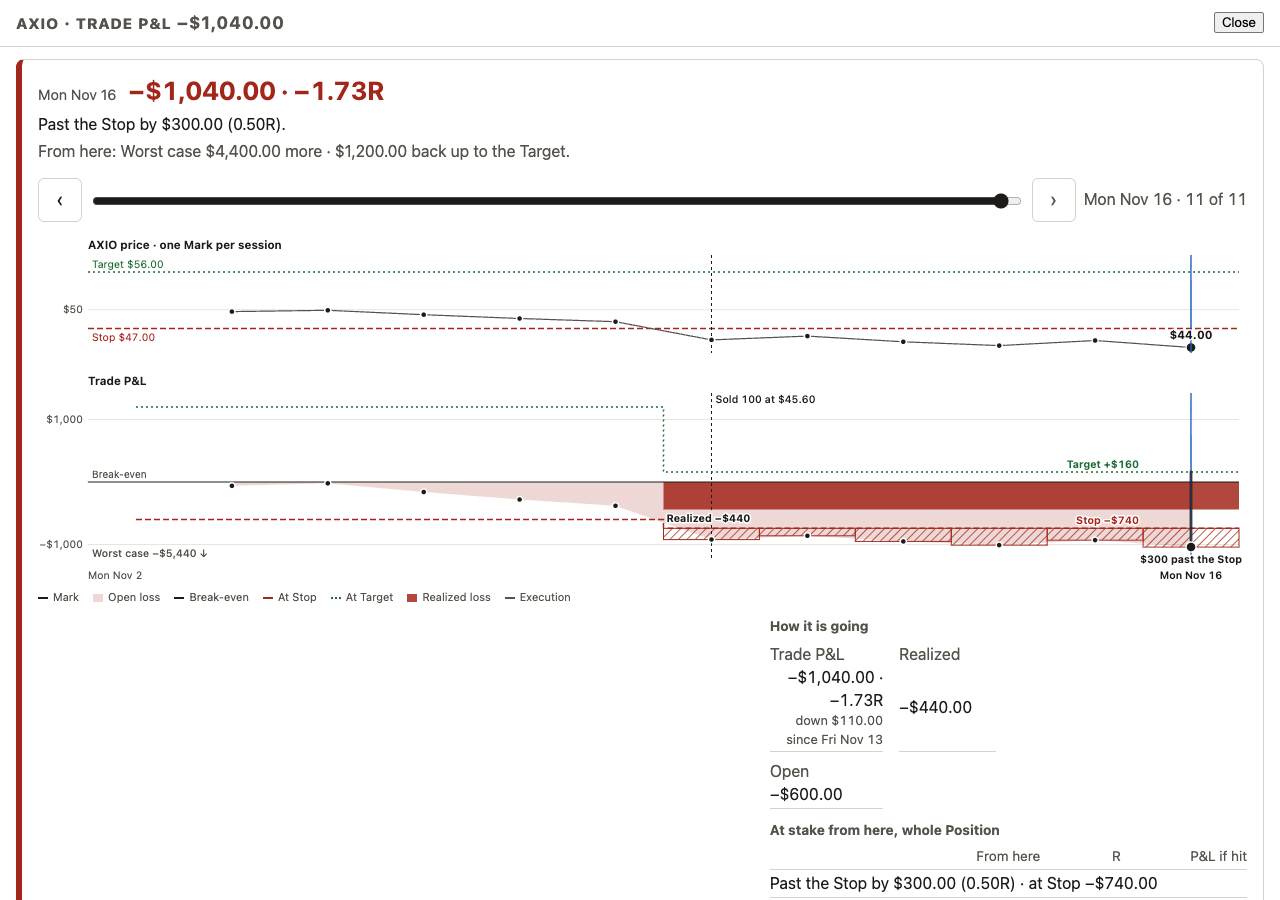 AXIO · TRADE P&L −$1,040.00
Close
Mon Nov 16 −$1,040.00 · −1.73R
Past the Stop by $300.00 (0.50R).
From here: Worst case $4,400.00 more · $1,200.00 back up to the Target.
‹
›
Mon Nov 16 · 11 of 11
AXIO price · one Mark per session
Target $56.00
$50
Stop $47.00
$44.00
Trade P&L
Sold 100 at $45.60
$1,000
Target +$160
Break-even
Realized −$440
Stop −$740
−$1,000
Worst case −$5,440 ↓
$300 past the Stop
Mon Nov 2
Mon Nov 16
Mark Open loss Break-even At Stop At Target Realized loss Execution
How it is going
Trade P&L Realized
−$1,040.00 ·
−1.73R
−$440.00
down $110.00
since Fri Nov 13
Open
−$600.00
At stake from here, whole Position
From here R P&L if hit
Past the Stop by $300.00 (0.50R) · at Stop −$740.00